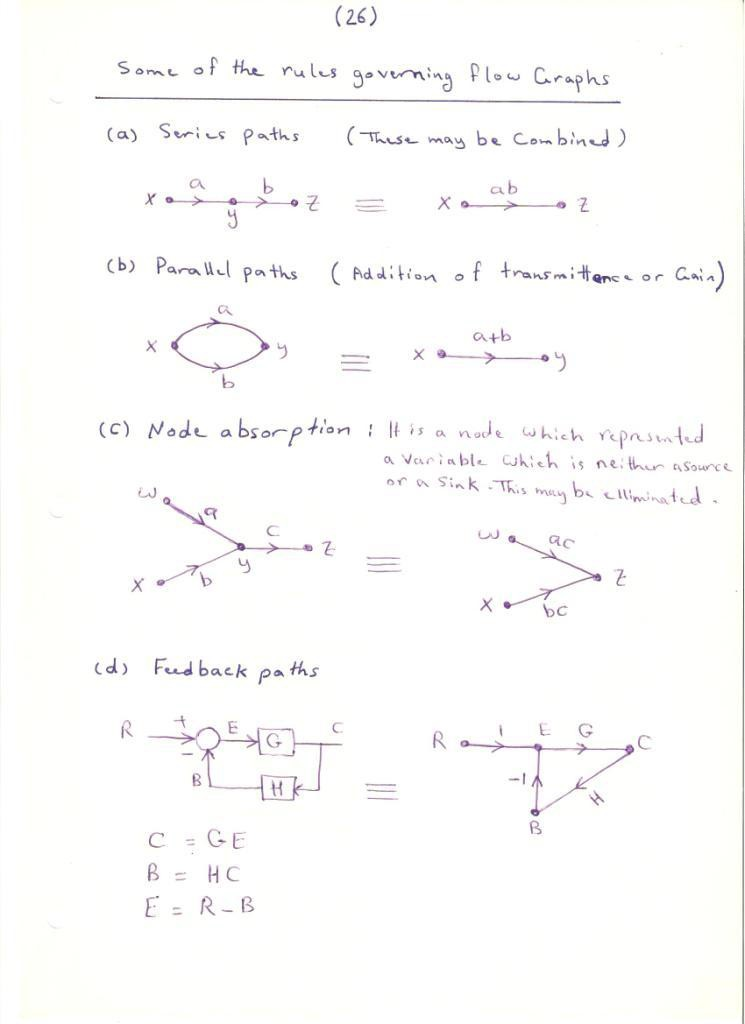 (26)
Some of the rules governing flow Graphs
(a) Series paths (These may be Combined)
X a y b Z ≡ X ab Z
(b) Parallel paths (Addition of transmittence or Gain)
X a b y ≡ X a+b y
(C) Node absorption : It is a node which represented
a variable which is neither a source
or a Sink. This may be elliminated.
w a X b y C Z ≡ w ac X bc Z
(d) Feedback paths
R + - E G C B H ≡ R 1 E G C -1 H B
C = GE
B = HC
E = R-B